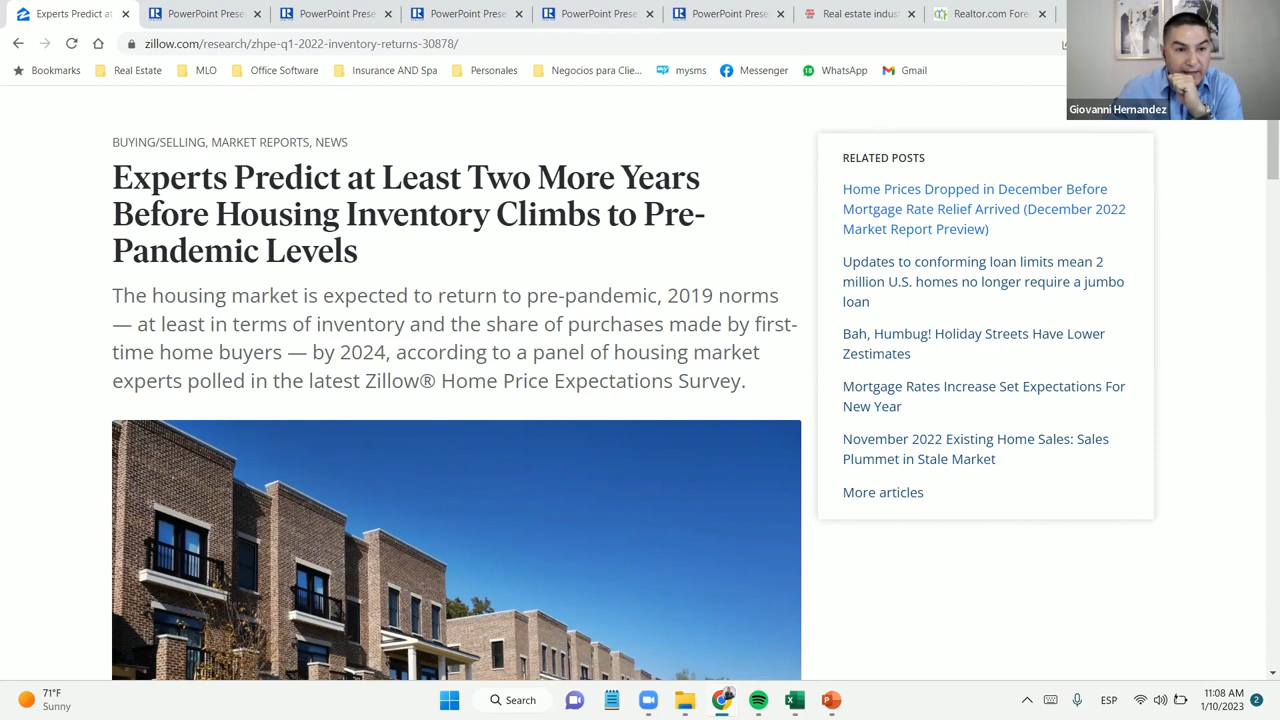 Experts Predict at
PowerPoint Prese
PowerPoint Prese
PowerPoint Prese
PowerPoint Prese
PowerPoint Prese
Real estate indust
Realtor.com Fore
zillow.com/research/zhpe-q1-2022-inventory-returns-30878/
Bookmarks
Real Estate
MLO
Office Software
Insurance AND Spa
Personales
Negocios para Clie...
mysms
Messenger
WhatsApp
Gmail
Giovanni Hernandez
BUYING/SELLING, MARKET REPORTS, NEWS
Experts Predict at Least Two More Years
Before Housing Inventory Climbs to Pre-
Pandemic Levels
The housing market is expected to return to pre-pandemic, 2019 norms
— at least in terms of inventory and the share of purchases made by first-
time home buyers — by 2024, according to a panel of housing market
experts polled in the latest Zillow® Home Price Expectations Survey.
RELATED POSTS
Home Prices Dropped in December Before
Mortgage Rate Relief Arrived (December 2022
Market Report Preview)
Updates to conforming loan limits mean 2
million U.S. homes no longer require a jumbo
loan
Bah, Humbug! Holiday Streets Have Lower
Zestimates
Mortgage Rates Increase Set Expectations For
New Year
November 2022 Existing Home Sales: Sales
Plummet in Stale Market
More articles
71°F
Sunny
Search
ESP
11:08 AM
1/10/2023
2